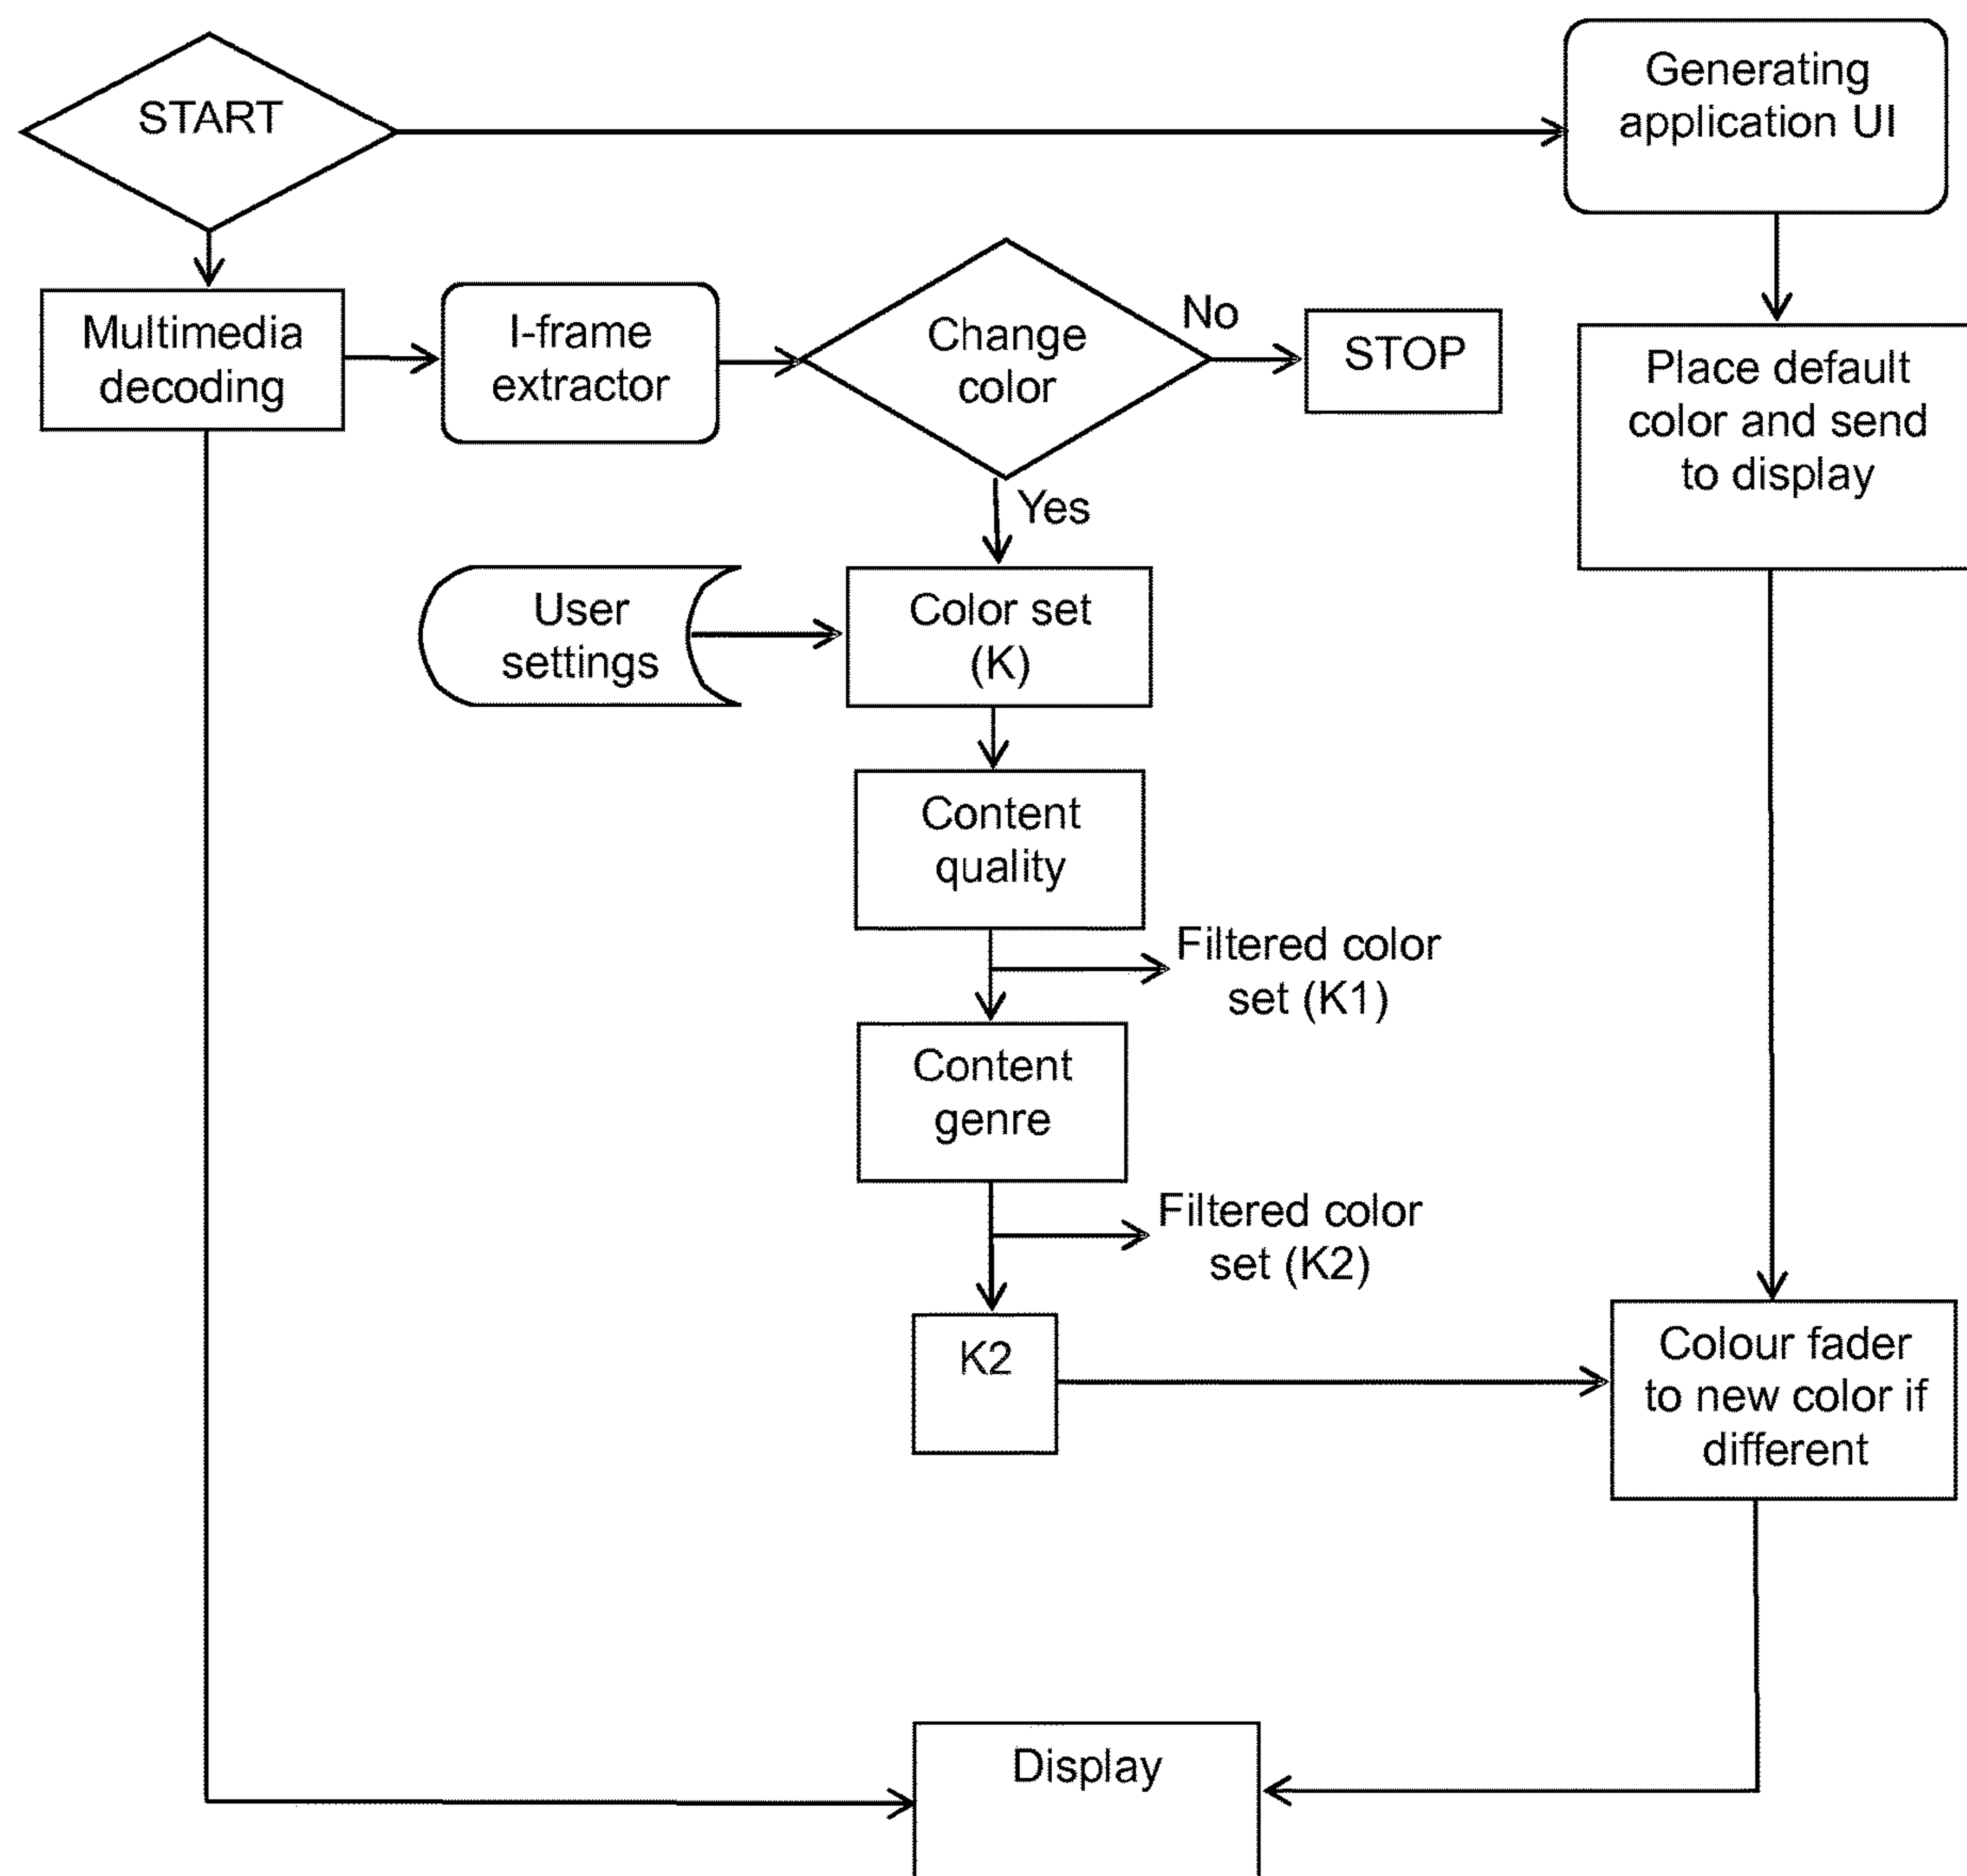 START
Generating
application UI
Multimedia
decoding
I-frame
extractor
Change
color
No
STOP
Place default
color and send
to display
Yes
User
settings
Color set
(K)
Content
quality
Filtered color
set (K1)
Content
genre
Filtered color
set (K2)
K2
Colour fader
to new color if
different
Display